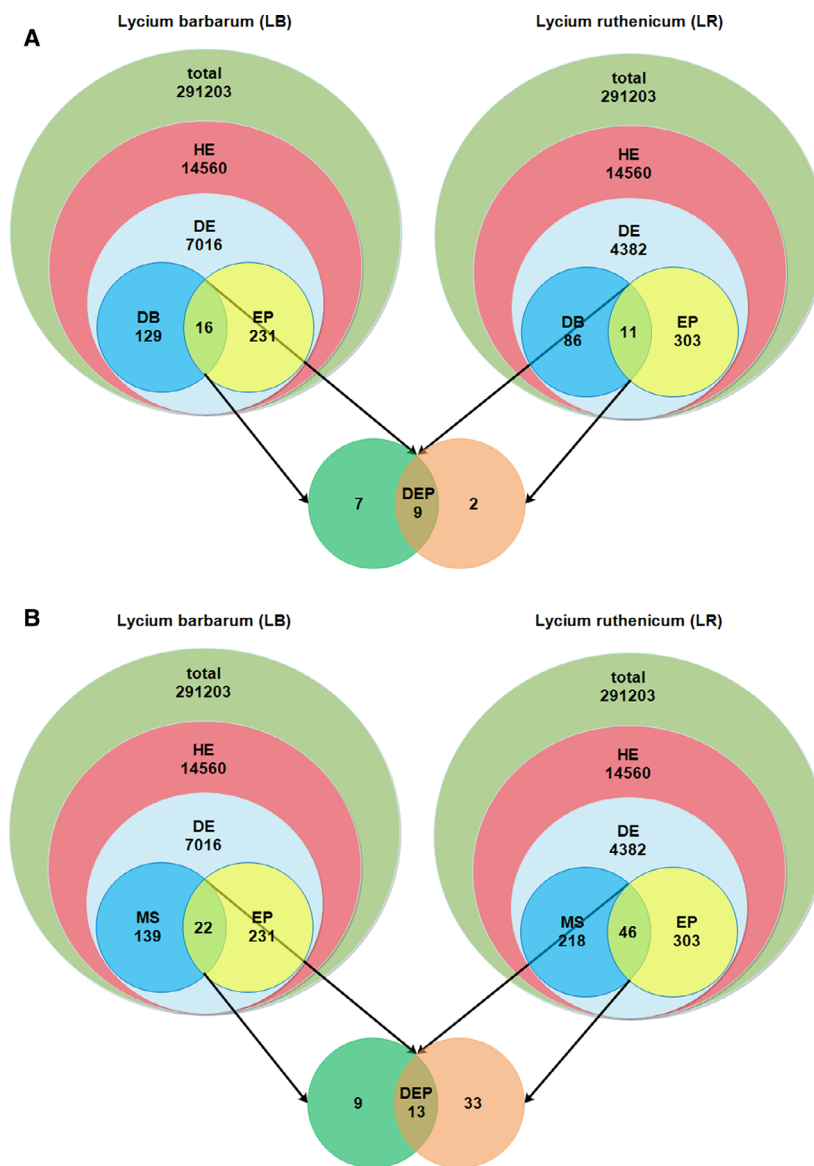 A
Lycium barbarum (LB)
Lycium ruthenicum (LR)
total
291203
HE
14560
DE
7016
DB
129
16
EP
231
total
291203
HE
14560
DE
4382
DB
86
11
EP
303
7
DEP
9
2
B
Lycium barbarum (LB)
Lycium ruthenicum (LR)
total
291203
HE
14560
DE
7016
MS
139
22
EP
231
total
291203
HE
14560
DE
4382
MS
218
46
EP
303
9
DEP
13
33